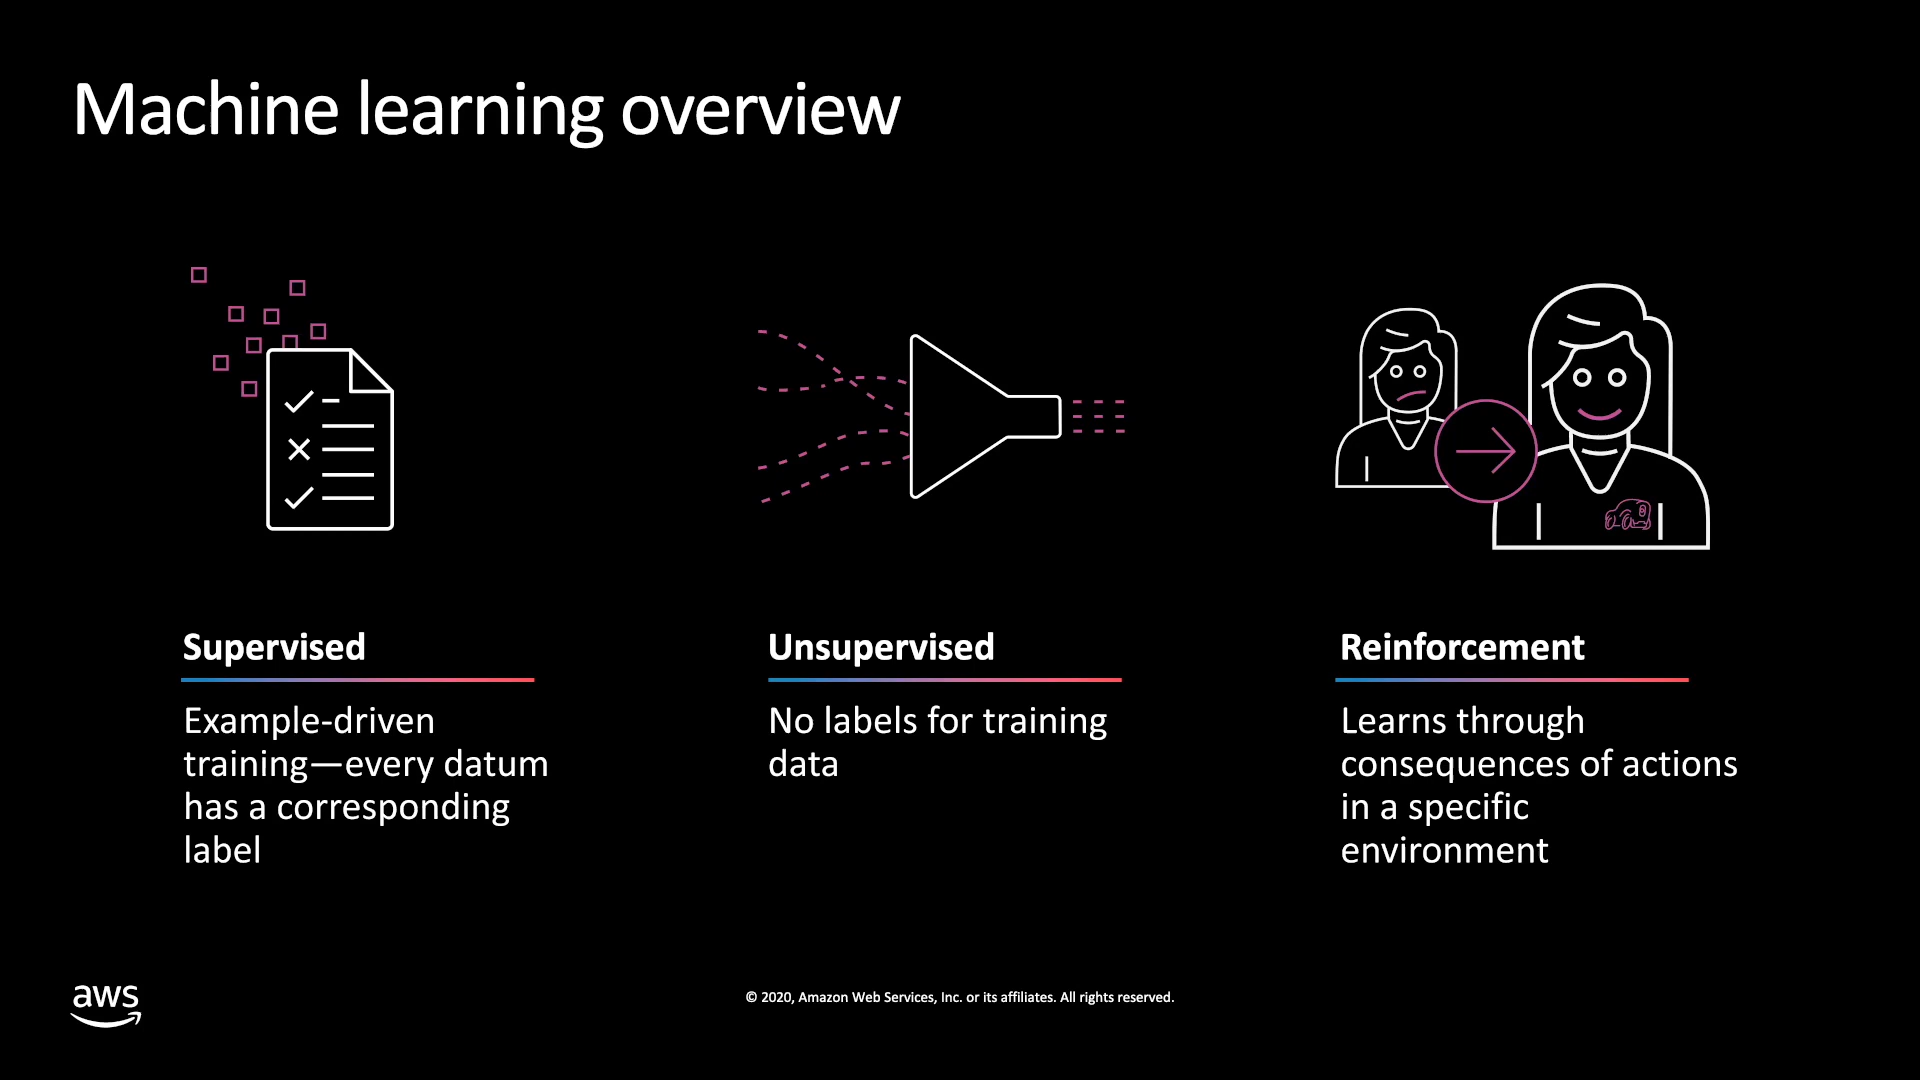 Machine learning overview
Supervised
Example-driven
training—every datum
has a corresponding
label
Unsupervised
No labels for training
data
Reinforcement
Learns through
consequences of actions
in a specific
environment
aws
© 2020, Amazon Web Services, Inc. or its affiliates. All rights reserved.